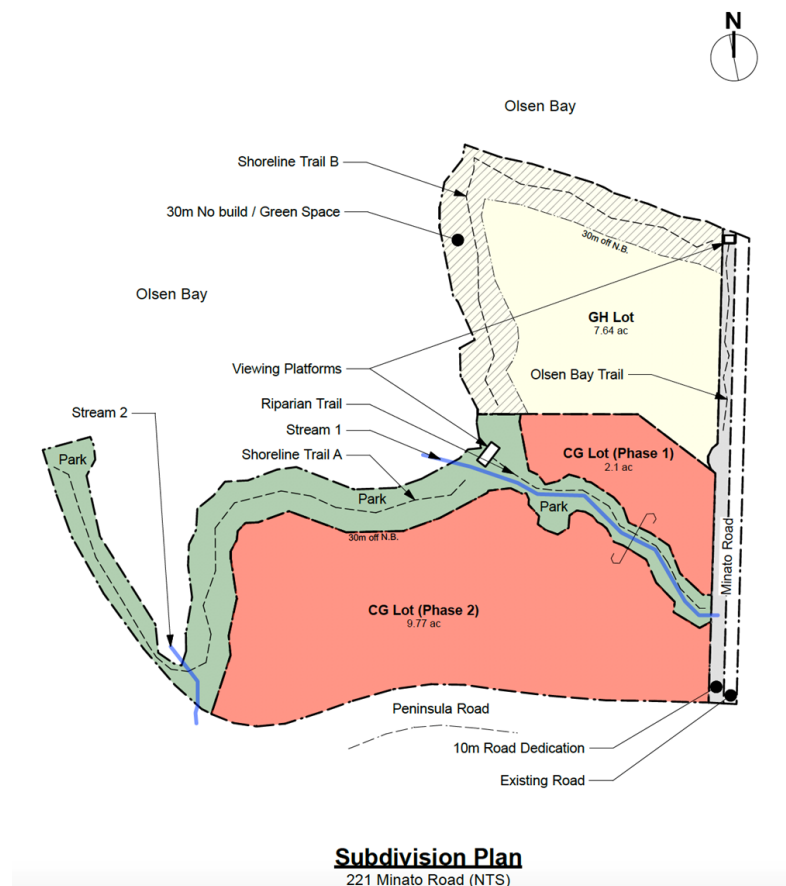 N
Olsen Bay
Shoreline Trail B
30m No build / Green Space
30m off N.B.
Olsen Bay
GH Lot
7.64 ac
Viewing Platforms
Olsen Bay Trail
Riparian Trail
Stream 2
Stream 1
Shoreline Trail A
CG Lot (Phase 1)
2.1 ac
Park
Park
Park
30m off N.B.
Minato Road
CG Lot (Phase 2)
9.77 ac
Peninsula Road
10m Road Dedication
Existing Road
Subdivision Plan
221 Minato Road (NTS)